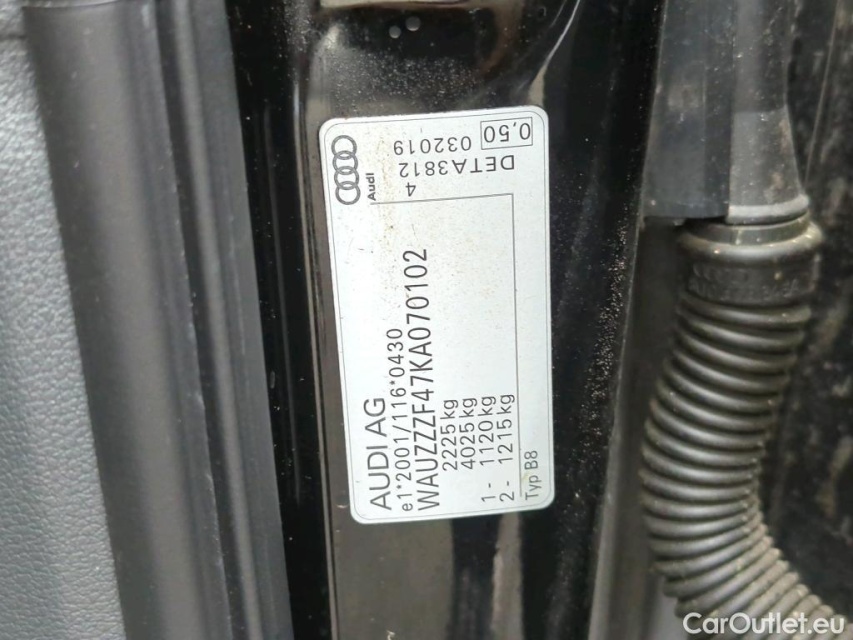 AUDI AG
e1*2001/116*0430
WAUZZZF47KA070102
2225kg
4025kg
1- 1120kg
2- 1215kg
Typ B8
Audi
4
DETA3812
032019
0,50
CarOutlet.eu